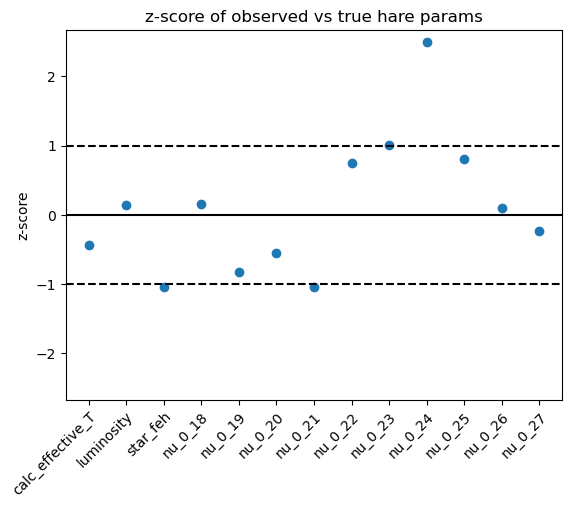 z-score of observed vs true hare params
z-score
2
1
0
−1
−2
calc_effective_T
luminosity
star_feh
nu_0_18
nu_0_19
nu_0_20
nu_0_21
nu_0_22
nu_0_23
nu_0_24
nu_0_25
nu_0_26
nu_0_27